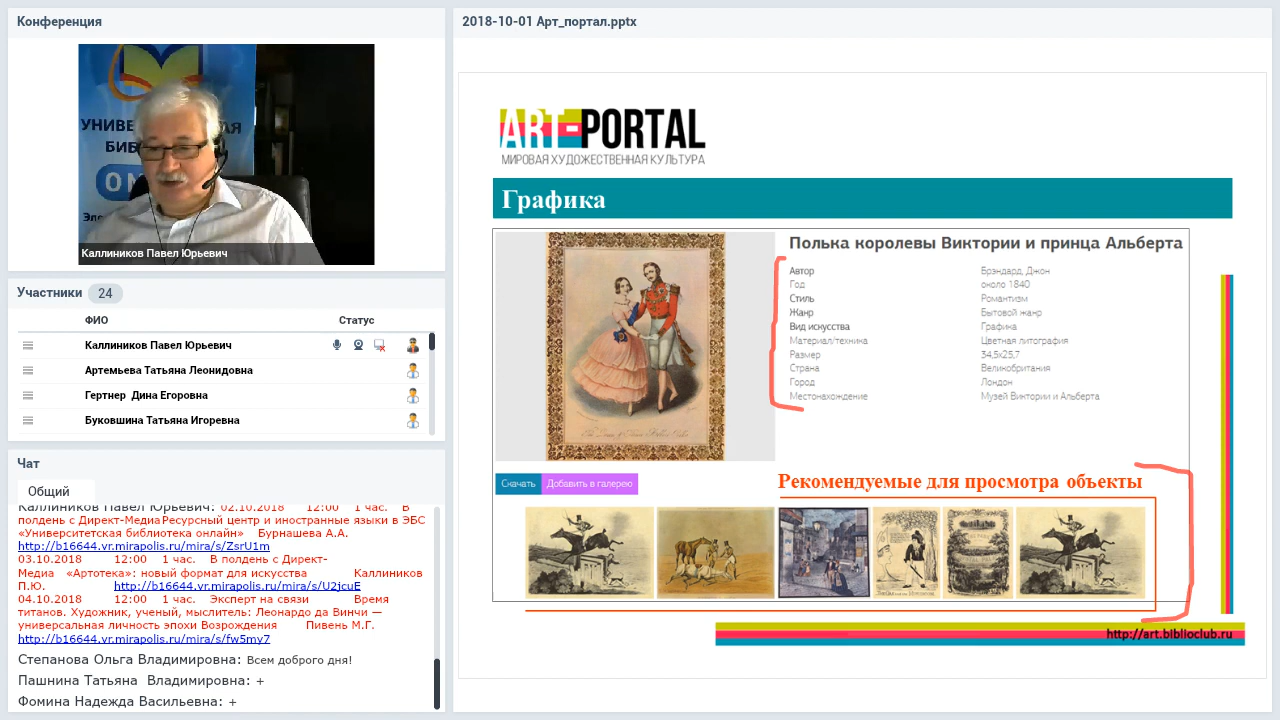 Конференция
УНИВЕ АЯ
БИБ
Каллиников Павел Юрьевич
Участники 24
ФИО Статус
Каллиников Павел Юрьевич
Артемьева Татьяна Леонидовна
Гертнер Дина Егоровна
Буковшина Татьяна Игоревна
Чат
Общий
Каллиников Павел Юрьевич: 02.10.2018 12:00 1 час. В
полдень с Директ-МедиаРесурсный центр и иностранные языки в ЭБС
«Университетская библиотека онлайн» Бурнашева А.А.
http://b16644.vr.mirapolis.ru/mira/s/ZsrU1m
03.10.2018 12:00 1 час. В полдень с Директ-
Медиа «Артотека»: новый формат для искусства Каллиников
П.Ю. http://b16644.vr.mirapolis.ru/mira/s/U2jcuE
04.10.2018 12:00 1 час. Эксперт на связи Время
титанов. Художник, ученый, мыслитель: Леонардо да Винчи —
универсальная личность эпохи Возрождения Пивень М.Г.
http://b16644.vr.mirapolis.ru/mira/s/fw5my7
Степанова Ольга Владимировна: Всем доброго дня!
Пашнина Татьяна Владимировна: +
Фомина Надежда Васильевна: +
2018-10-01 Арт_портал.pptx
ART-PORTAL
МИРОВАЯ ХУДОЖЕСТВЕННАЯ КУЛЬТУРА
Графика
Полька королевы Виктории и принца Альберта
Автор Брэндард, Джон
Год около 1840
Стиль Романтизм
Жанр Бытовой жанр
Вид искусства Графика
Материал/техника Цветная литография
Размер 34,5x25,7
Страна Великобритания
Город Лондон
Местонахождение Музей Виктории и Альберта
Скачать Добавить в галерею
Рекомендуемые для просмотра объекты
http://art.biblioclub.ru